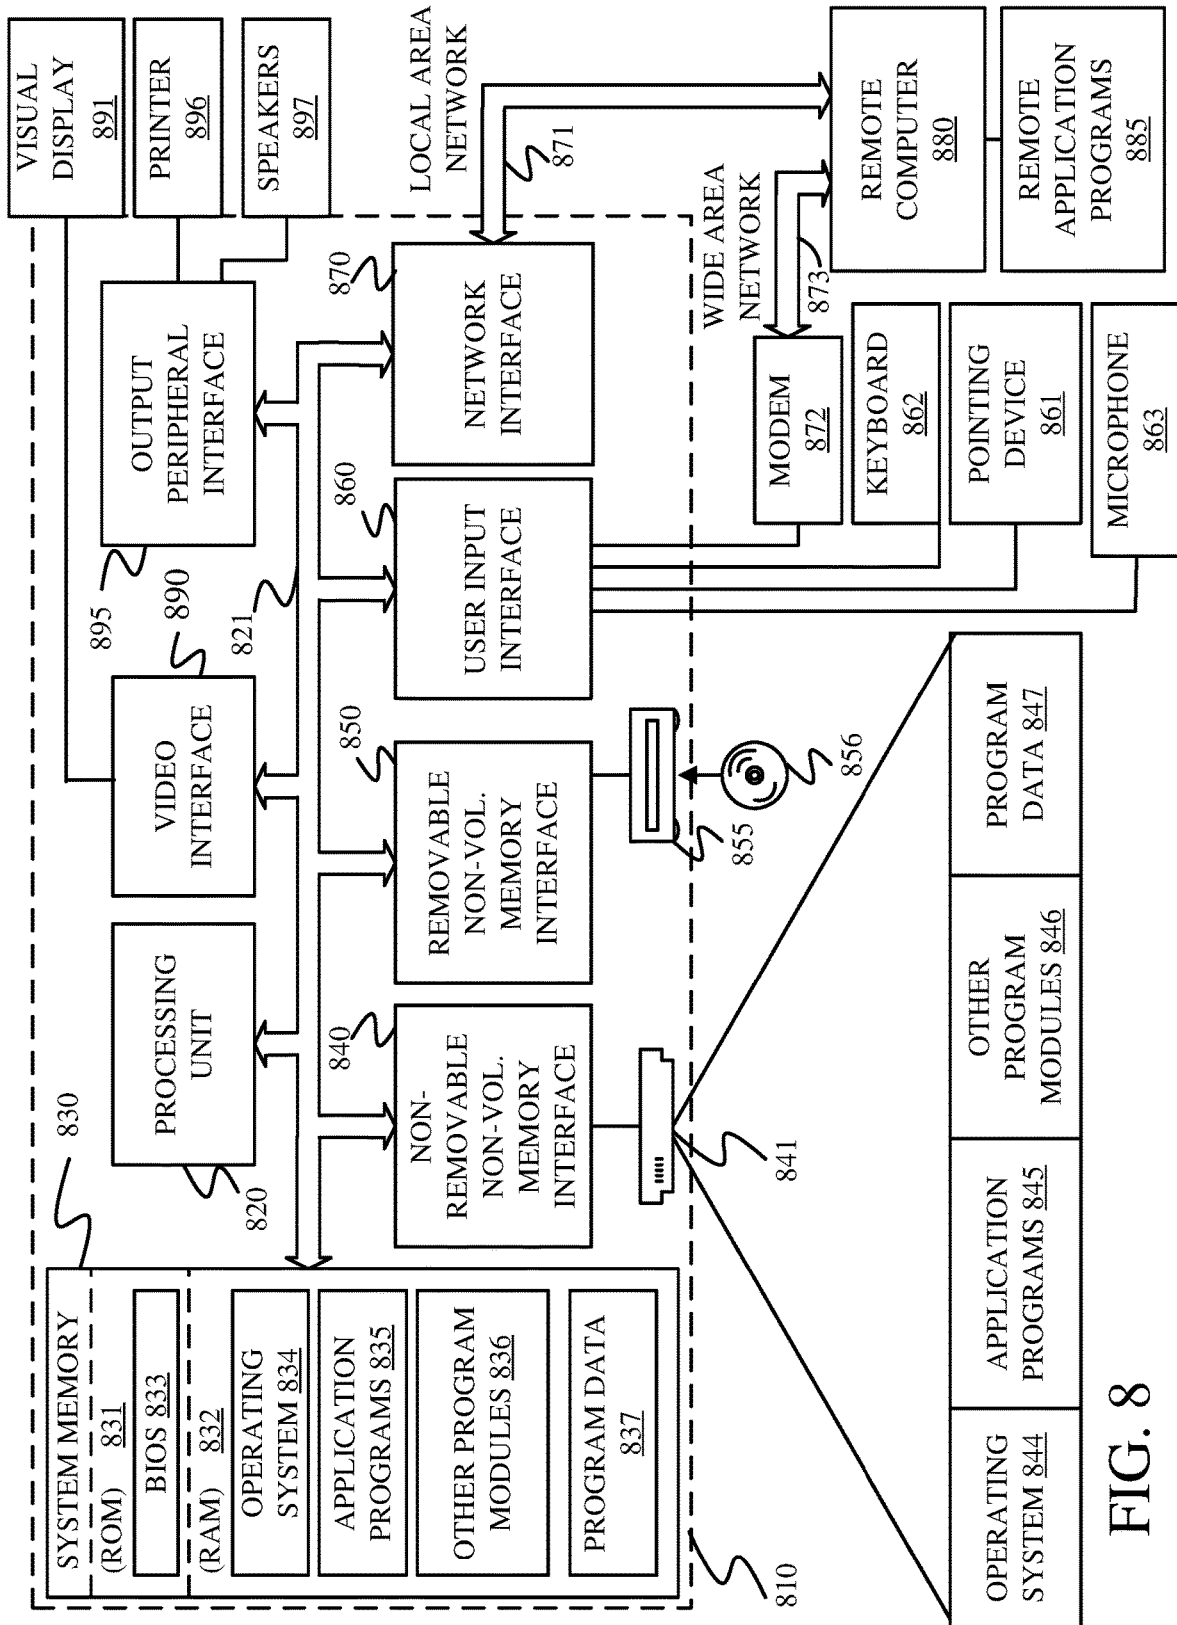 SYSTEM MEMORY
(ROM) 831
BIOS 833
(RAM) 832
OPERATING
SYSTEM 834
APPLICATION
PROGRAMS 835
OTHER PROGRAM
MODULES 836
PROGRAM DATA
837
830
820
PROCESSING
UNIT
VIDEO
INTERFACE
890
821
895
OUTPUT
PERIPHERAL
INTERFACE
VISUAL
DISPLAY
891
PRINTER
896
SPEAKERS
897
840
NON-
REMOVABLE
NON-VOL.
MEMORY
INTERFACE
850
REMOVABLE
NON-VOL.
MEMORY
INTERFACE
860
USER INPUT
INTERFACE
870
NETWORK
INTERFACE
LOCAL AREA
NETWORK
871
810
841
855
856
WIDE AREA
NETWORK
873
MODEM
872
KEYBOARD
862
POINTING
DEVICE
861
MICROPHONE
863
REMOTE
COMPUTER
880
REMOTE
APPLICATION
PROGRAMS
885
OPERATING
SYSTEM 844
APPLICATION
PROGRAMS 845
OTHER
PROGRAM
MODULES 846
PROGRAM
DATA 847
FIG. 8